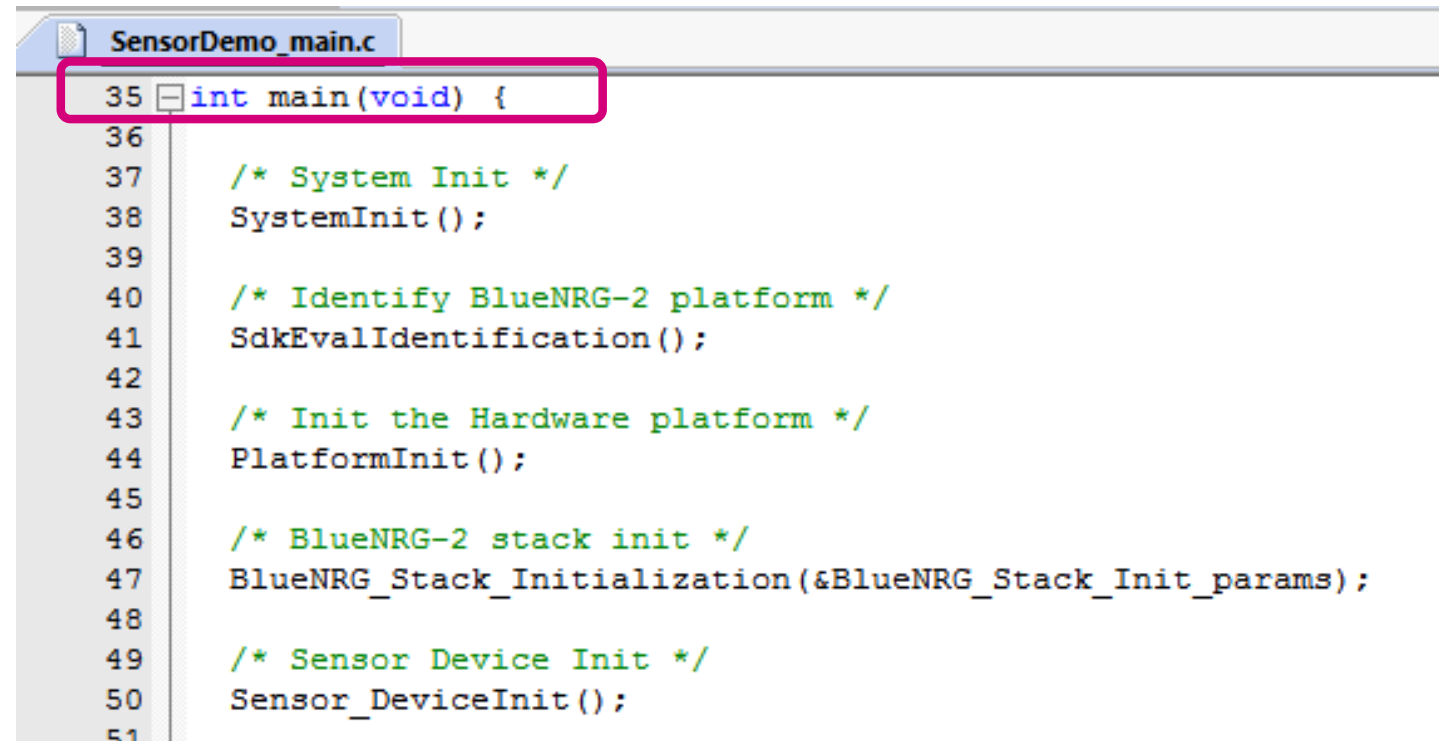 SensorDemo_main.c
35 int main(void) {
36
37 /* System Init */
38 SystemInit();
39
40 /* Identify BlueNRG-2 platform */
41 SdkEvalIdentification();
42
43 /* Init the Hardware platform */
44 PlatformInit();
45
46 /* BlueNRG-2 stack init */
47 BlueNRG_Stack_Initialization(&BlueNRG_Stack_Init_params);
48
49 /* Sensor Device Init */
50 Sensor_DeviceInit();
51